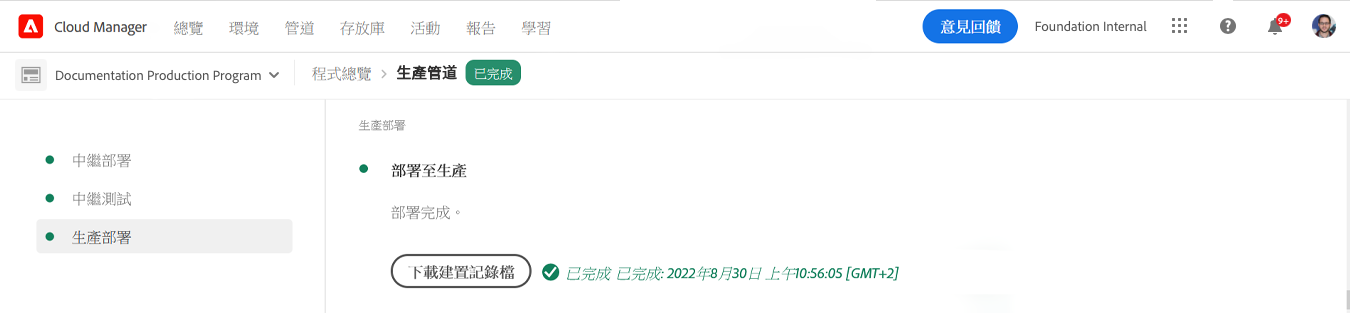 Cloud Manager 總覽 環境 管道 存放庫 活動 報告 學習 意見回饋 Foundation Internal 9+
Documentation Production Program 程式總覽 > 生產管道 已完成
生產部署
中繼部署
中繼測試
生產部署
部署至生產
部署完成。
下載建置記錄檔 已完成 已完成: 2022年8月30日 上午10:56:05 [GMT+2]